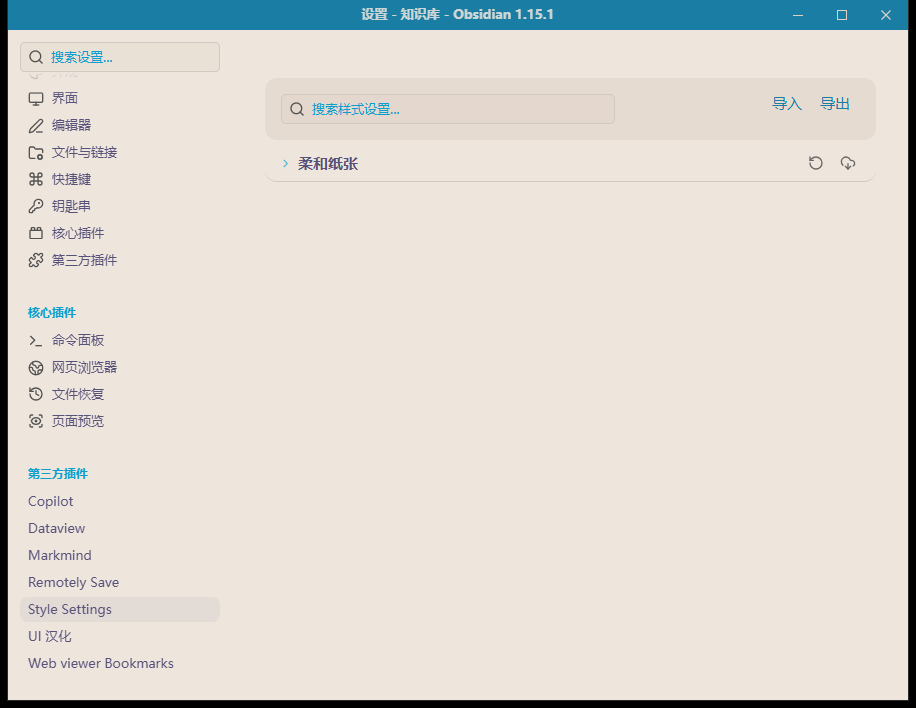 设置 - 知识库 - Obsidian 1.15.1
搜索设置...
界面
编辑器
文件与链接
快捷键
钥匙串
核心插件
第三方插件
核心插件
命令面板
网页浏览器
文件恢复
页面预览
第三方插件
Copilot
Dataview
Markmind
Remotely Save
Style Settings
UI 汉化
Web viewer Bookmarks
搜索样式设置...
导入 导出
柔和纸张